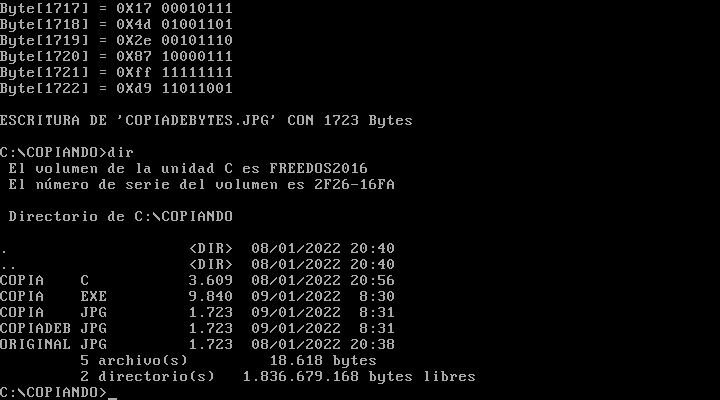 Byte[1717] = 0X17 00010111
Byte[1718] = 0X4d 01001101
Byte[1719] = 0X2e 00101110
Byte[1720] = 0X87 10000111
Byte[1721] = 0Xff 11111111
Byte[1722] = 0Xd9 11011001
ESCRITURA DE 'COPIADEBYTES.JPG' CON 1723 Bytes
C:\COPIANDO>dir
El volumen de la unidad C es FREEDOS2016
El número de serie del volumen es 2F26-16FA
Directorio de C:\COPIANDO
. <DIR> 08/01/2022 20:40
.. <DIR> 08/01/2022 20:40
COPIA C 3.609 08/01/2022 20:56
COPIA EXE 9.840 09/01/2022 8:30
COPIA JPG 1.723 09/01/2022 8:31
COPIADEB JPG 1.723 09/01/2022 8:31
ORIGINAL JPG 1.723 08/01/2022 20:38
5 archivo(s) 18.618 bytes
2 directorio(s) 1.836.679.168 bytes libres
C:\COPIANDO>_